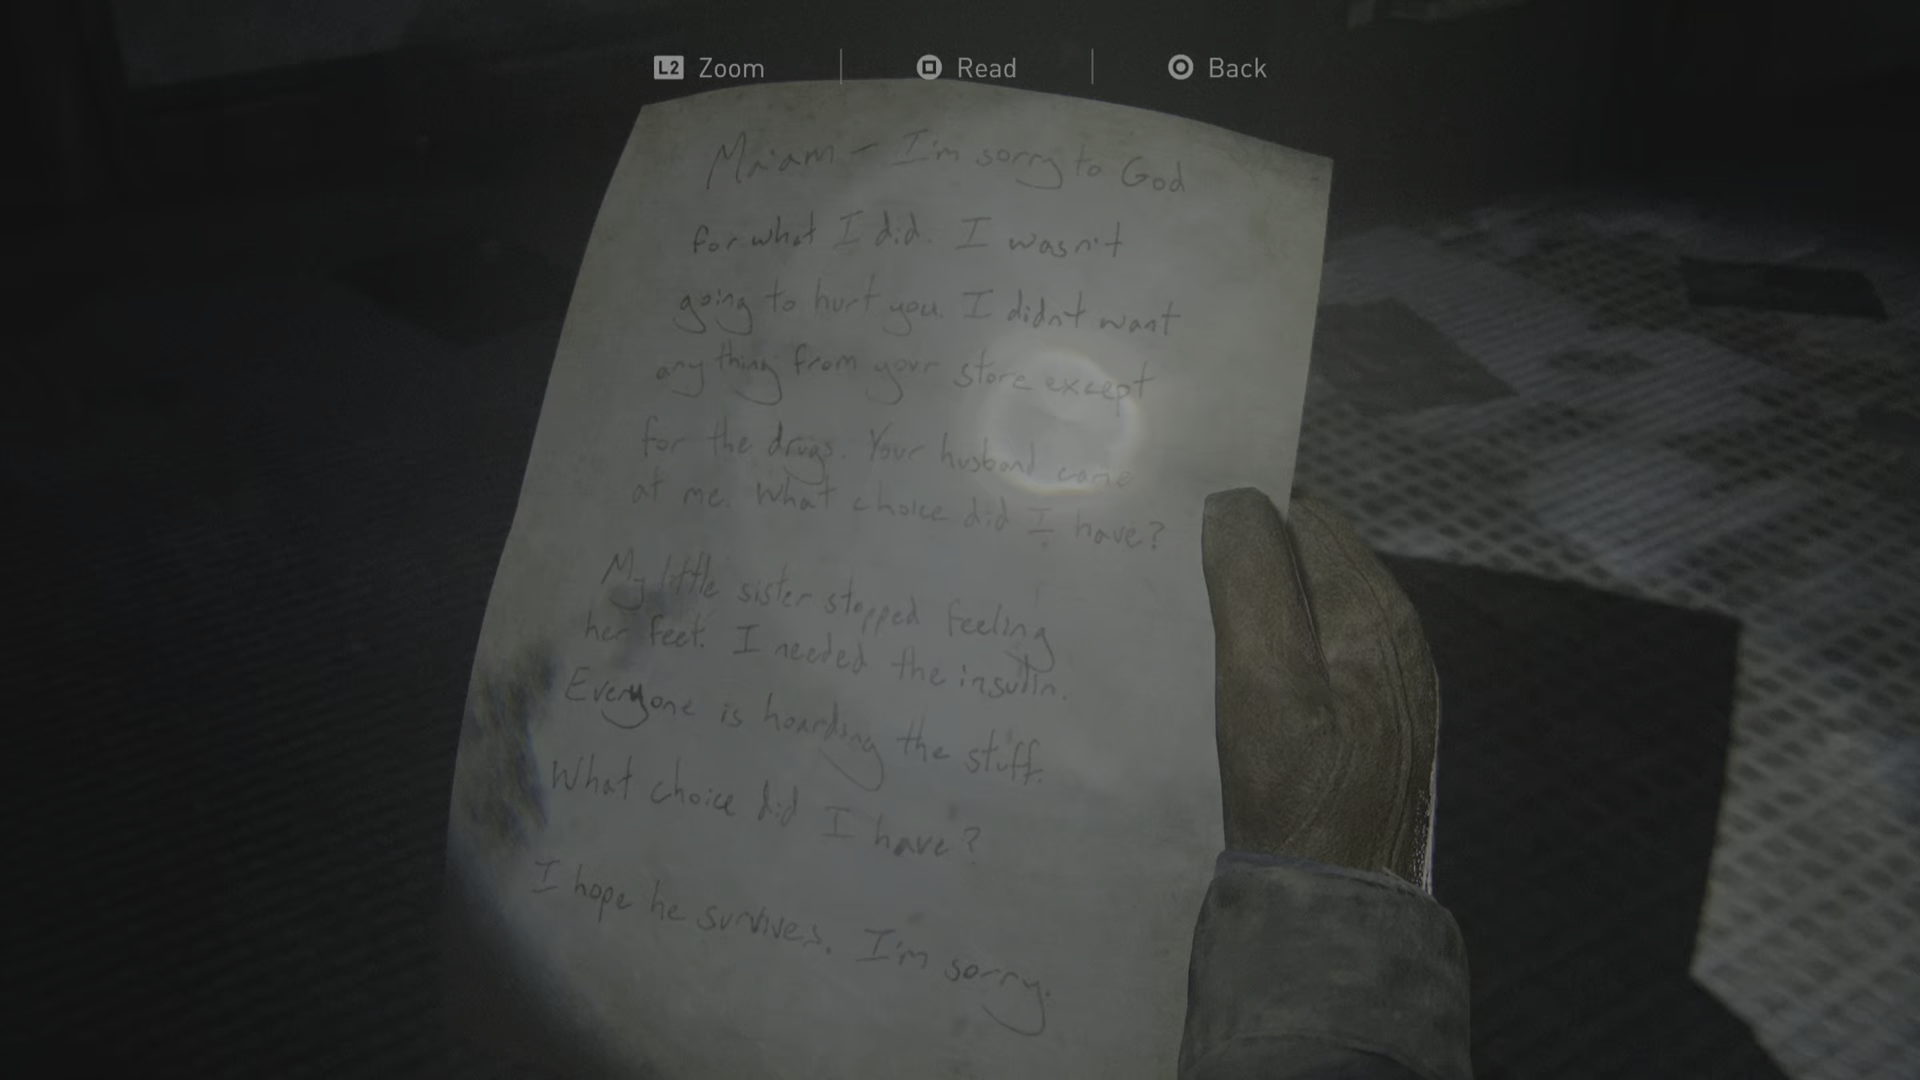 L2 Zoom | Read | Back
Ma'am - I'm sorry to God
for what I did. I wasn't
going to hurt you. I didn't want
anything from your store except
for the drugs. Your husband came
at me. What choice did I have?
My little sister stopped feeling
her feet. I needed the insulin.
Everyone is hoarding the stuff.
What choice did I have?
I hope he survives. I'm sorry.